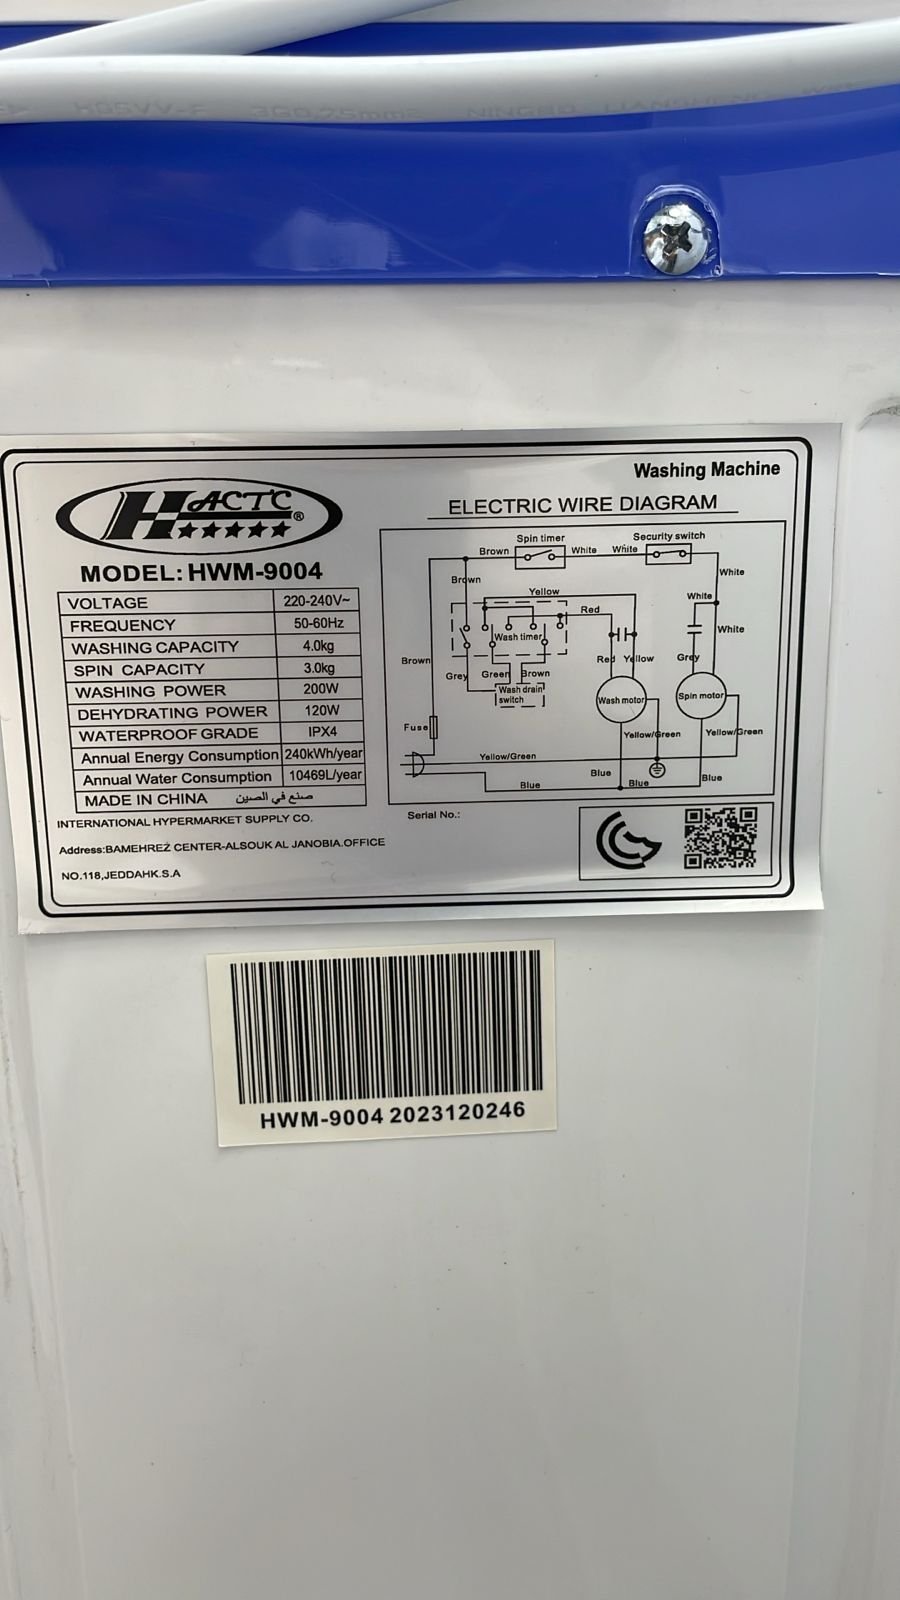 H05VV-F 3G0.75mm2 NINGBO
Washing Machine
HACTC ®
MODEL: HWM-9004
VOLTAGE 220-240V~
FREQUENCY 50-60Hz
WASHING CAPACITY 4.0kg
SPIN CAPACITY 3.0kg
WASHING POWER 200W
DEHYDRATING POWER 120W
WATERPROOF GRADE IPX4
Annual Energy Consumption 240kWh/year
Annual Water Consumption 10469L/year
MADE IN CHINA صنع في الصين
INTERNATIONAL HYPERMARKET SUPPLY CO.
Address:BAMEHREZ CENTER-ALSOUK AL JANOBIA.OFFICE
NO.118,JEDDAHK.S.A
ELECTRIC WIRE DIAGRAM
Spin timer Security switch
Brown White White
Brown White
Yellow White
Red
Wash timer White
Brown Red Yellow Grey
Grey Green Brown
Wash drain
switch
Wash motor Spin motor
Fuse Yellow/Green Yellow/Green
Yellow/Green
Blue Blue Blue Blue
Serial No.:
HWM-9004 2023120246